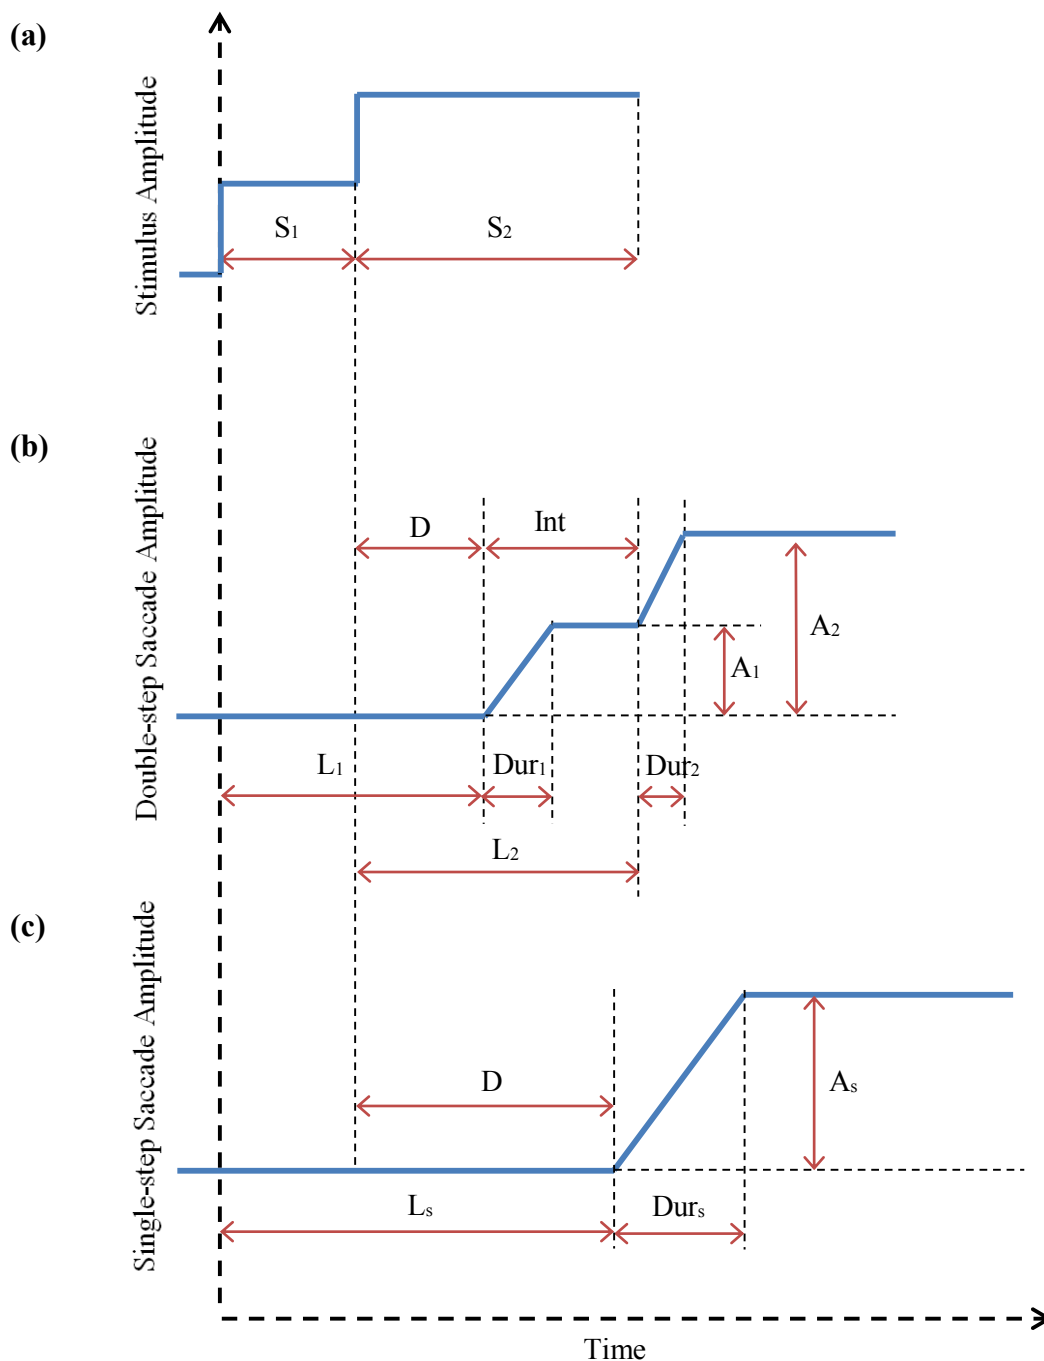 (a)
Stimulus Amplitude
S1
S2
(b)
Double-step Saccade Amplitude
D
Int
A2
A1
L1
Dur1
Dur2
L2
(c)
Single-step Saccade Amplitude
D
As
Ls
Durs
Time